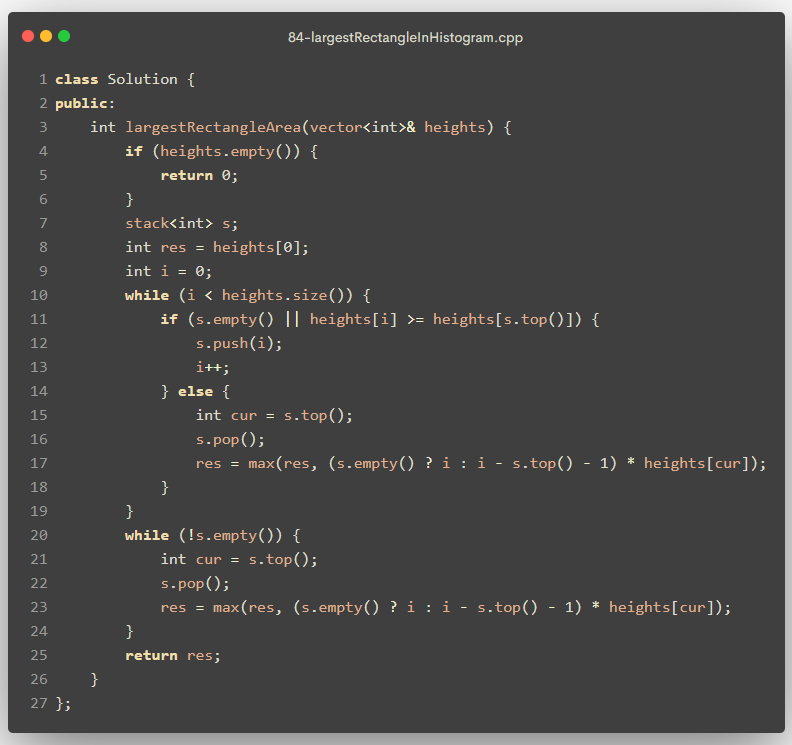 84-largestRectangleInHistogram.cpp
1 class Solution {
2 public:
3     int largestRectangleArea(vector<int>& heights) {
4         if (heights.empty()) {
5             return 0;
6         }
7         stack<int> s;
8         int res = heights[0];
9         int i = 0;
10         while (i < heights.size()) {
11             if (s.empty() || heights[i] >= heights[s.top()]) {
12                 s.push(i);
13                 i++;
14             } else {
15                 int cur = s.top();
16                 s.pop();
17                 res = max(res, (s.empty() ? i : i - s.top() - 1) * heights[cur]);
18             }
19         }
20         while (!s.empty()) {
21             int cur = s.top();
22             s.pop();
23             res = max(res, (s.empty() ? i : i - s.top() - 1) * heights[cur]);
24         }
25         return res;
26     }
27 };